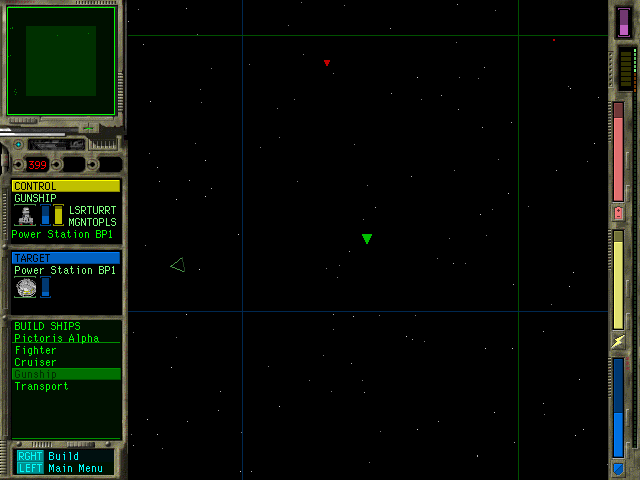 399
CONTROL
GUNSHIP
LSRTURRT
MGNTOPLS
Power Station BP1
TARGET
Power Station BP1
BUILD SHIPS
Pictoris Alpha
Fighter
Cruiser
Gunship
Transport
RGHT Build
LEFT Main Menu